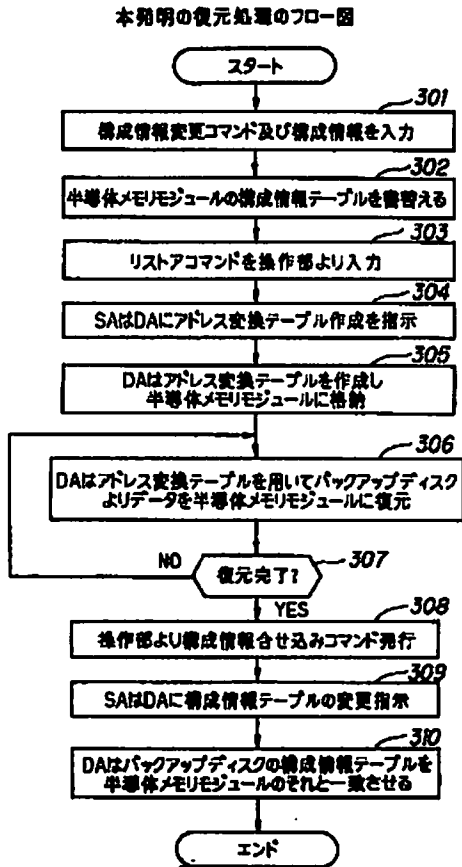 本発明の復元処理のフロー図
スタート
301
構成情報変更コマンド及び構成情報を入力
302
半導体メモリモジュールの構成情報テーブルを書替える
303
リストアコマンドを操作部より入力
304
SAはDAにアドレス変換テーブル作成を指示
305
DAはアドレス変換テーブルを作成し
半導体メモリモジュールに格納
306
DAはアドレス変換テーブルを用いてバックアップディスク
よりデータを半導体メモリモジュールに復元
307
NO
復元完了?
YES
308
操作部より構成情報合せ込みコマンド発行
309
SAはDAに構成情報テーブルの変更指示
310
DAはバックアップディスクの構成情報テーブルを
半導体メモリモジュールのそれと一致させる
エンド